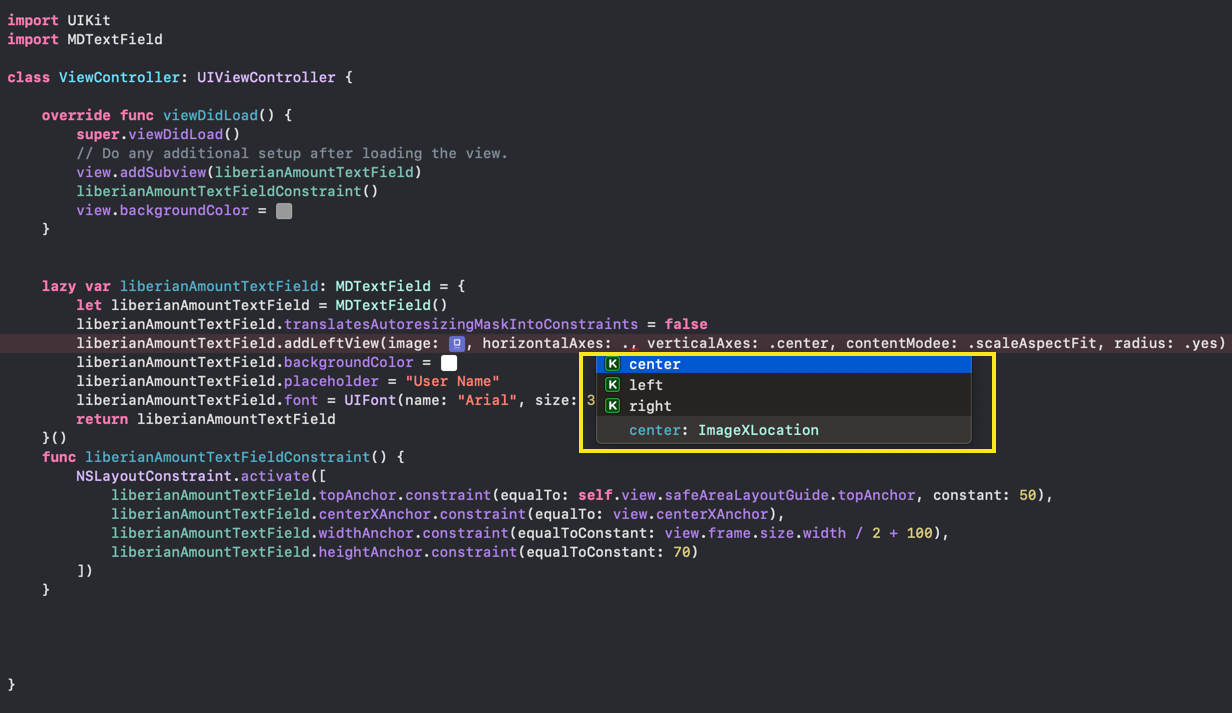 import UIKit
import MDTextField
class ViewController: UIViewController {
override func viewDidLoad() {
super.viewDidLoad()
// Do any additional setup after loading the view.
view.addSubview(liberianAmountTextField)
liberianAmountTextFieldConstraint()
view.backgroundColor =
}
lazy var liberianAmountTextField: MDTextField = {
let liberianAmountTextField = MDTextField()
liberianAmountTextField.translatesAutoresizingMaskIntoConstraints = false
liberianAmountTextField.addLeftView(image: , horizontalAxes: ., verticalAxes: .center, contentModee: .scaleAspectFit, radius: .yes)
liberianAmountTextField.backgroundColor =
liberianAmountTextField.placeholder = "User Name"
liberianAmountTextField.font = UIFont(name: "Arial", size: 3
return liberianAmountTextField
}()
K center
K left
K right
center: ImageXLocation
func liberianAmountTextFieldConstraint() {
NSLayoutConstraint.activate([
liberianAmountTextField.topAnchor.constraint(equalTo: self.view.safeAreaLayoutGuide.topAnchor, constant: 50),
liberianAmountTextField.centerXAnchor.constraint(equalTo: view.centerXAnchor),
liberianAmountTextField.widthAnchor.constraint(equalToConstant: view.frame.size.width / 2 + 100),
liberianAmountTextField.heightAnchor.constraint(equalToConstant: 70)
])
}
}